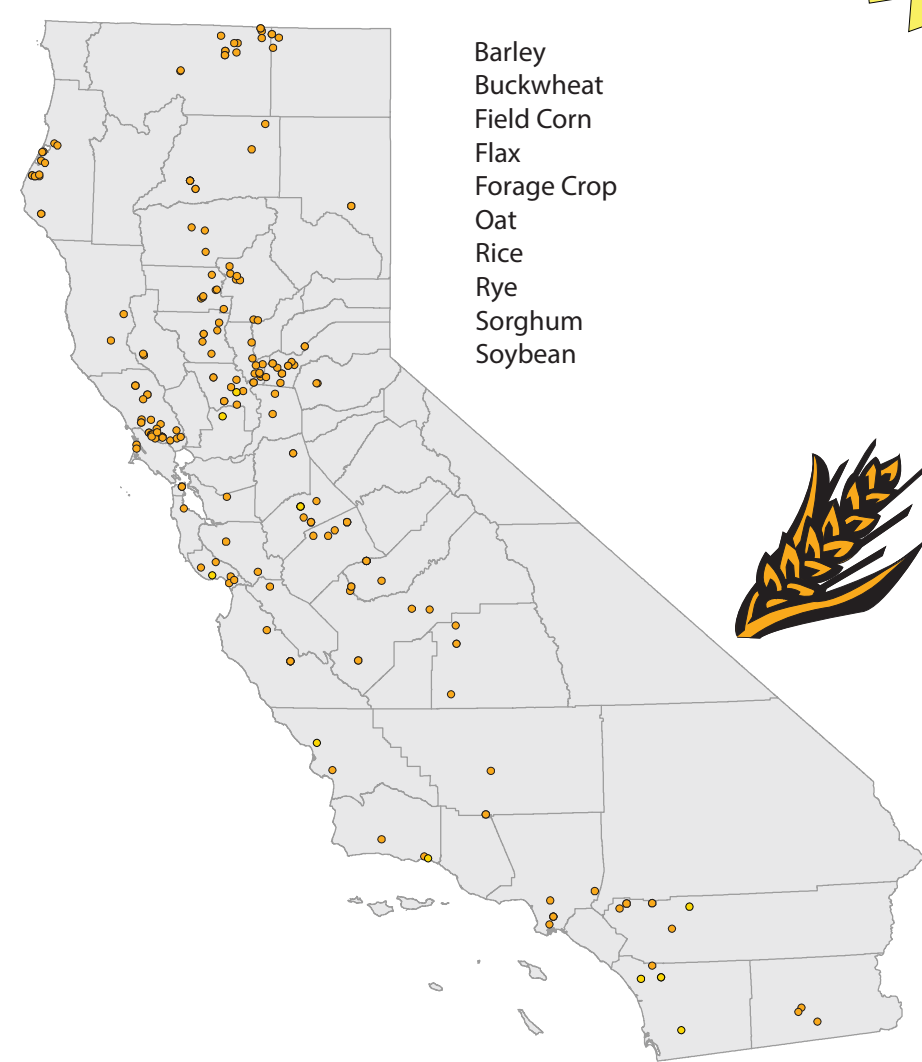 Barley
Buckwheat
Field Corn
Flax
Forage Crop
Oat
Rice
Rye
Sorghum
Soybean